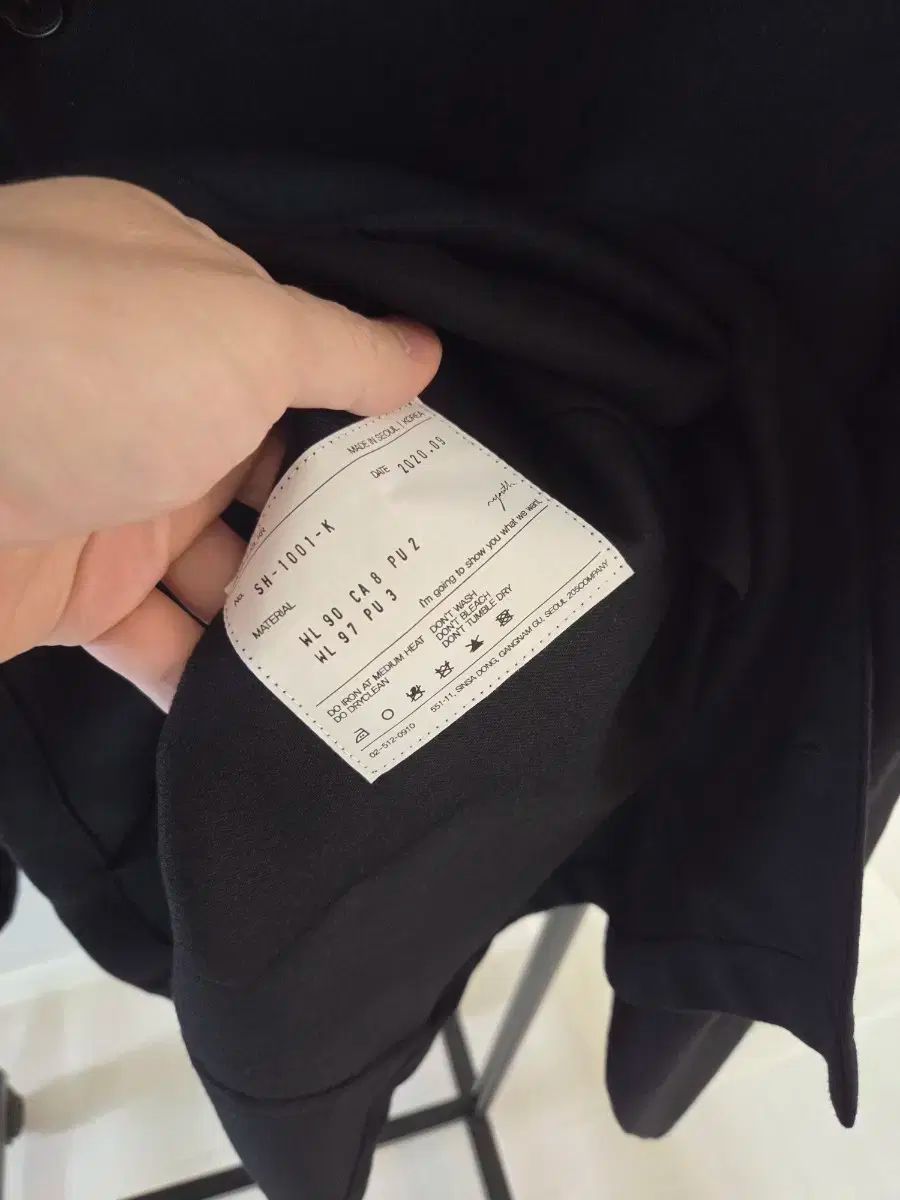 MADE IN SEOUL | KOREA
DATE 2020.09
NO. SH-1001-K
MATERIAL
WL 90 CA 8 PU 2
WL 97 PU 3
I'm going to show you what we want.
DO IRON AT MEDIUM HEAT
DO DRYCLEAN
DON'T WASH
DON'T BLEACH
DON'T TUMBLE DRY
02-512-0910 551-11, SINSA DONG, GANGNAM GU, SEOUL 205COMPANY